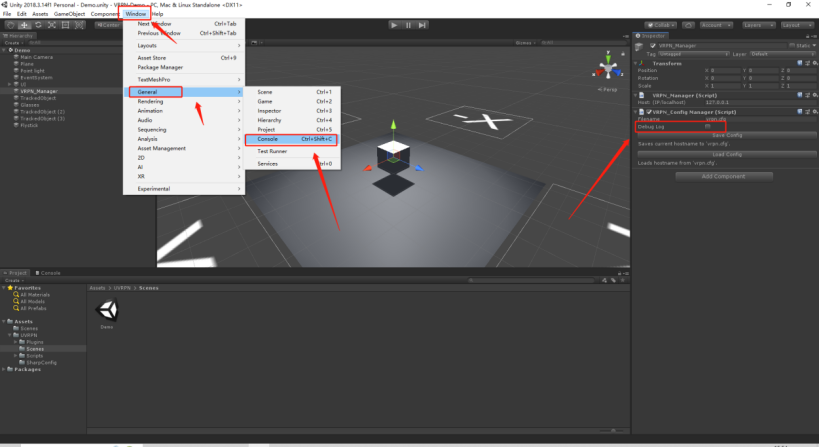 Unity 2018.3.14f1 Personal - Demo.unity - VRPN Demo - PC, Mac & Linux Standalone <DX11>
File Edit Assets GameObject Component Window Help
Center
Collab Account Layers Layout
Hierarchy
Create
Demo
Main Camera
Plane
Point light
EventSystem
UI
VRPN_Manager
TrackedObject
Glasses
TrackedObject (2)
TrackedObject (3)
Flystick
Next Window Ctrl+Tab
Previous Window Ctrl+Shift+Tab
Layouts
Asset Store Ctrl+9
Package Manager
TextMeshPro
General
Rendering
Animation
Audio
Sequencing
Analysis
Asset Management
2D
AI
XR
Experimental
Scene Ctrl+1
Game Ctrl+2
Inspector Ctrl+3
Hierarchy Ctrl+4
Project Ctrl+5
Console Ctrl+Shift+C
Test Runner
Services Ctrl+0
Gizmos
Persp
X
Inspector
VRPN_Manager Static
Tag Untagged Layer Default
Transform
Position X 0 Y 0 Z 0
Rotation X 0 Y 0 Z 0
Scale X 1 Y 1 Z 1
VRPN_Manager (Script)
Host (IP/localhost) 127.0.0.1
VRPN_Config Manager (Script)
Filename vrpn.cfg
Debug Log
Save Config
Saves current hostname to 'vrpn.cfg'.
Load Config
Loads hostname from 'vrpn.cfg'.
Add Component
Project Console
Create
Favorites
All Materials
All Models
All Prefabs
Assets
Scenes
UVRPN
Plugins
Scenes
Scripts
SharpConfig
Packages
Assets UVRPN Scenes
Demo